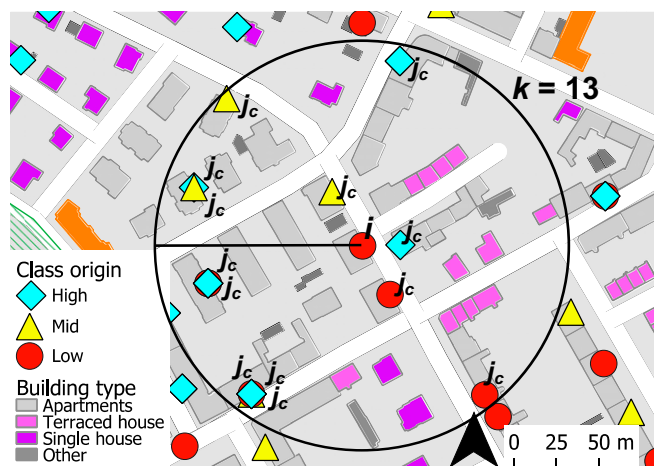 j_c
k = 13
j_c
j_c
j_c
j_c
i
j_c
j_c
j_c
j_c
j_c j_c
j_c
j_c
Class origin
High
Mid
Low
Building type
Apartments
Terraced house
Single house
Other
0 25 50 m